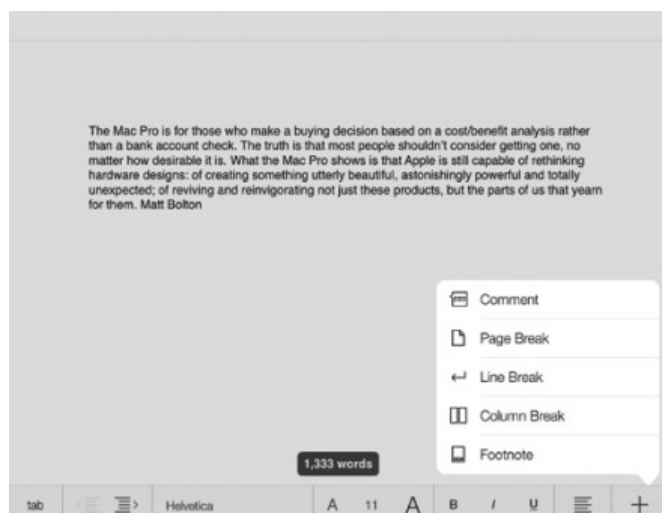 The Mac Pro is for those who make a buying decision based on a cost/benefit analysis rather
than a bank account check. The truth is that most people shouldn't consider getting one, no
matter how desirable it is. What the Mac Pro shows is that Apple is still capable of rethinking
hardware designs: of creating something utterly beautiful, astonishingly powerful and totally
unexpected; of reviving and reinvigorating not just these products, but the parts of us that yearn
for them. Matt Bolton
Comment
Page Break
Line Break
Column Break
Footnote
1,333 words
tab Helvetica A 11 A B I U